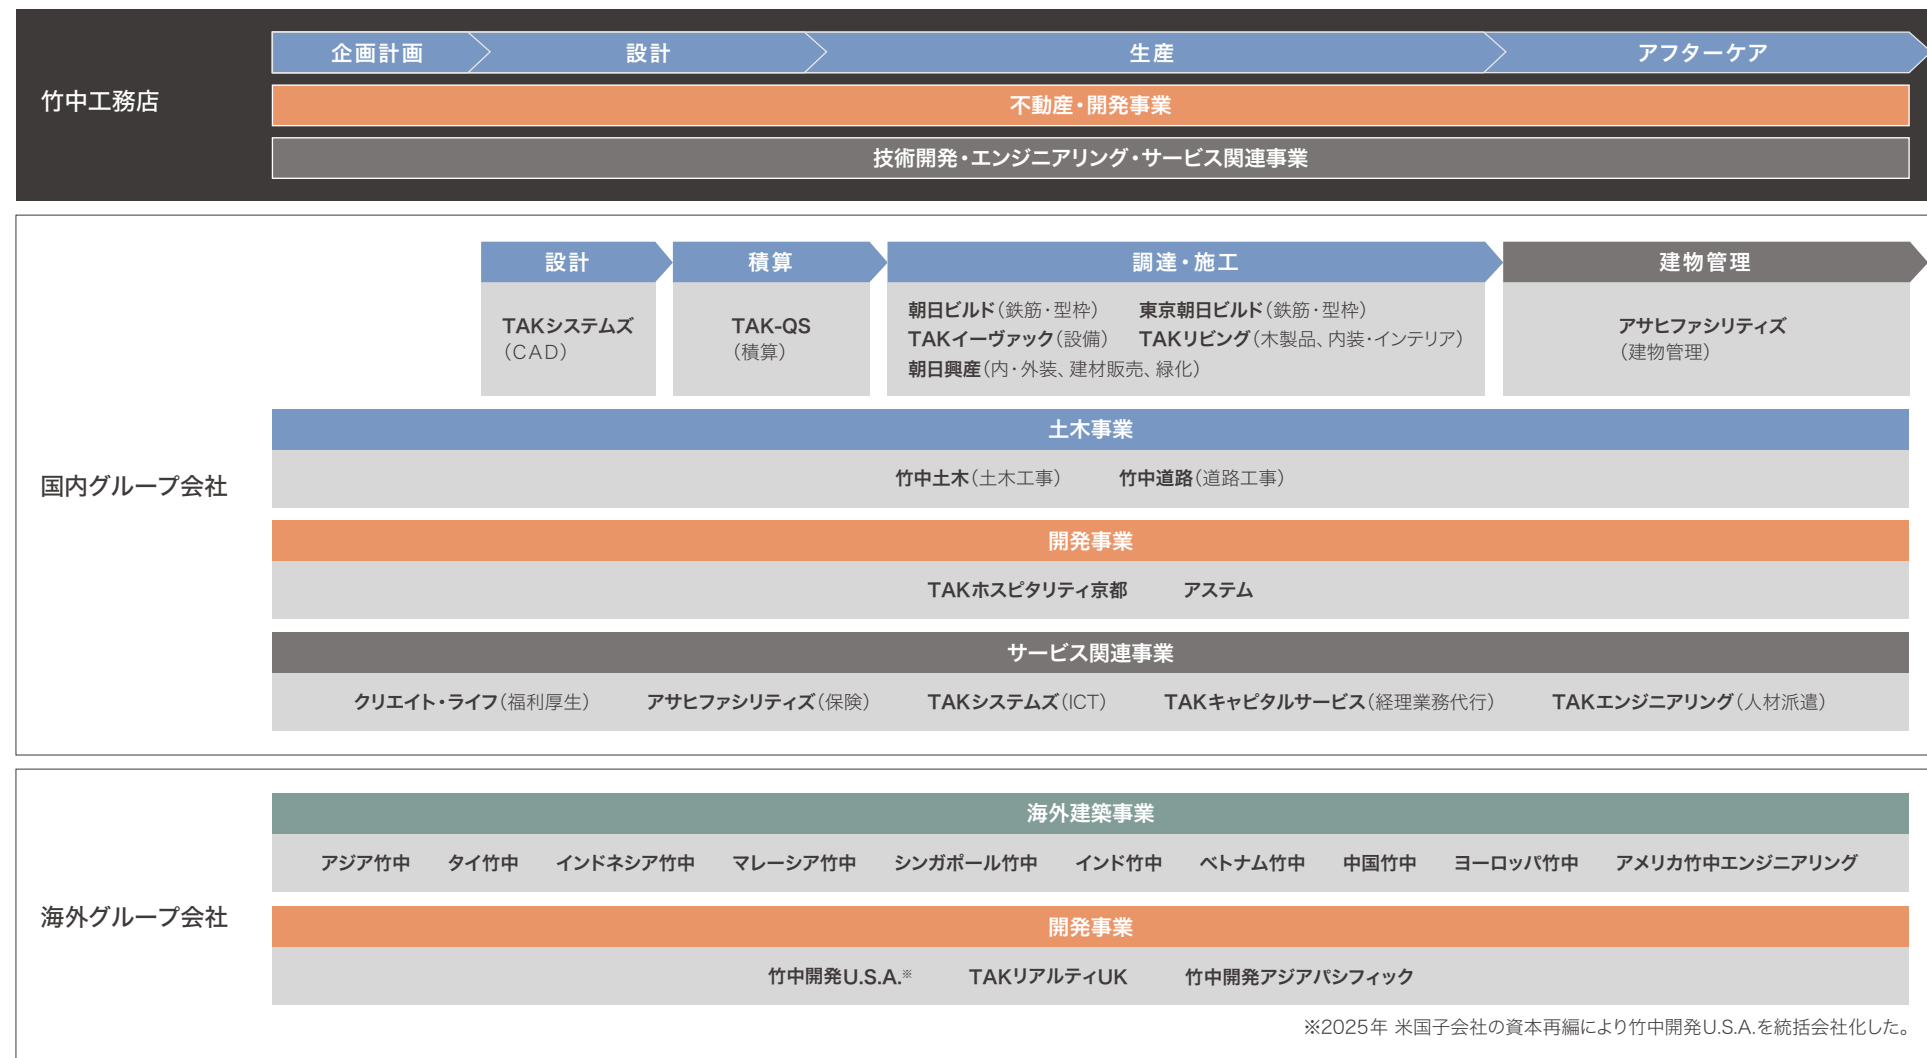 竹中工務店
企画計画 設計 生産 アフターケア
不動産・開発事業
技術開発・エンジニアリング・サービス関連事業
国内グループ会社
設計
TAKシステムズ
（CAD）
積算
TAK-QS
（積算）
調達・施工
朝日ビルド（鉄筋・型枠） 東京朝日ビルド（鉄筋・型枠）
TAKイーヴァック（設備） TAKリビング（木製品、内装・インテリア）
朝日興産（内・外装、建材販売、緑化）
建物管理
アサヒファシリティズ
（建物管理）
土木事業
竹中土木（土木工事） 竹中道路（道路工事）
開発事業
TAKホスピタリティ京都 アステム
サービス関連事業
クリエイト・ライフ（福利厚生） アサヒファシリティズ（保険） TAKシステムズ（ICT） TAKキャピタルサービス（経理業務代行） TAKエンジニアリング（人材派遣）
海外グループ会社
海外建築事業
アジア竹中 タイ竹中 インドネシア竹中 マレーシア竹中 シンガポール竹中 インド竹中 ベトナム竹中 中国竹中 ヨーロッパ竹中 アメリカ竹中エンジニアリング
開発事業
竹中開発U.S.A.※ TAKリアルティUK 竹中開発アジアパシフィック
※2025年 米国子会社の資本再編により竹中開発U.S.A.を統括会社化した。